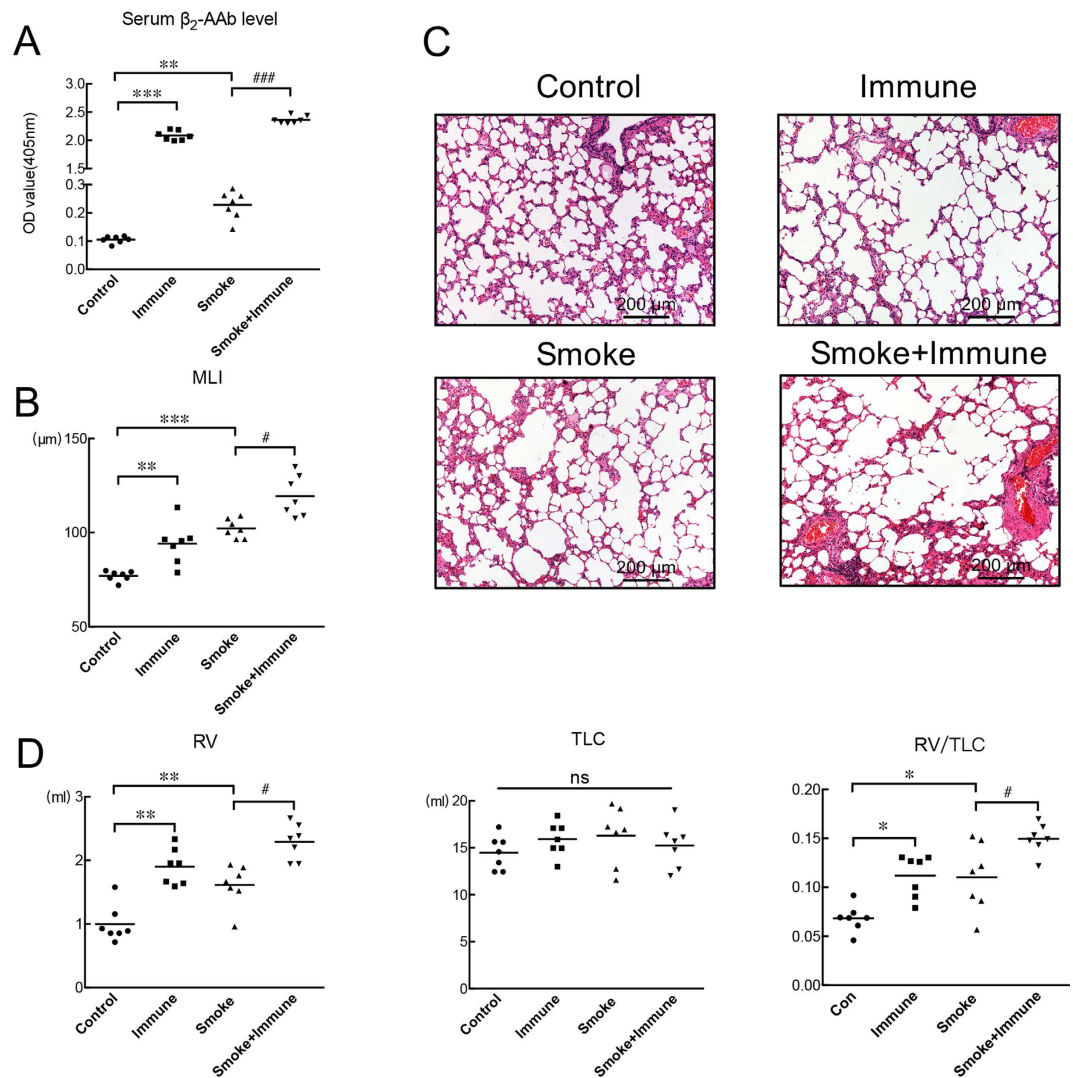 A
Serum β₂-AAb level
OD value(405nm)
3.0
2.5
2.0
1.5
0.3
0.2
0.1
0.0
**
***
###
Control
Immune
Smoke
Smoke+Immune
B
MLI
(μm)
150
100
50
***
**
#
Control
Immune
Smoke
Smoke+Immune
C
Control
Immune
200 μm
200 μm
Smoke
Smoke+Immune
200 μm
200 μm
D
RV
(ml)
3
2
1
0
**
**
#
Control
Immune
Smoke
Smoke+Immune
TLC
(ml)
20
15
10
5
0
ns
Control
Immune
Smoke
Smoke+Immune
RV/TLC
0.20
0.15
0.10
0.05
0.00
*
*
#
Con
Immune
Smoke
Smoke+Immune